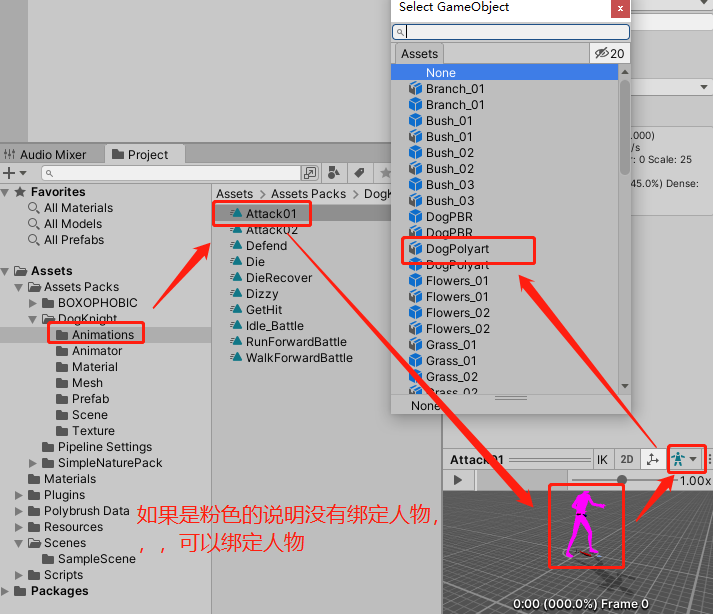 Select GameObject
x
Assets
20
None
Branch_01
Branch_01
Bush_01
Bush_01
Bush_02
Bush_02
Bush_03
Bush_03
DogPBR
DogPBR
DogPolyart
DogPolyart
Flowers_01
Flowers_01
Flowers_02
Flowers_02
Grass_01
Grass_01
Grass_02
Grass_02
None
.000)
/s
r: 0 Scale: 25
45.0%) Dense:
Audio Mixer
Project
Favorites
All Materials
All Models
All Prefabs
Assets
Assets Packs
BOXOPHOBIC
DogKnight
Animations
Animator
Material
Mesh
Prefab
Scene
Texture
Pipeline Settings
SimpleNaturePack
Materials
Plugins
Polybrush Data
Resources
Scenes
SampleScene
Scripts
Packages
Assets > Assets Packs > Dog
Attack01
Attack02
Defend
Die
DieRecover
Dizzy
GetHit
Idle_Battle
RunForwardBattle
WalkForwardBattle
如果是粉色的说明没有绑定人物，
，，可以绑定人物
Attack01
IK
2D
1.00x
0:00 (000.0%) Frame 0